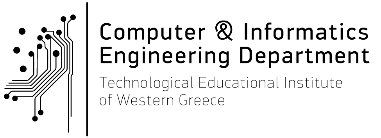 Computer & Informatics
Engineering Department
Technological Educational Institute
of Western Greece